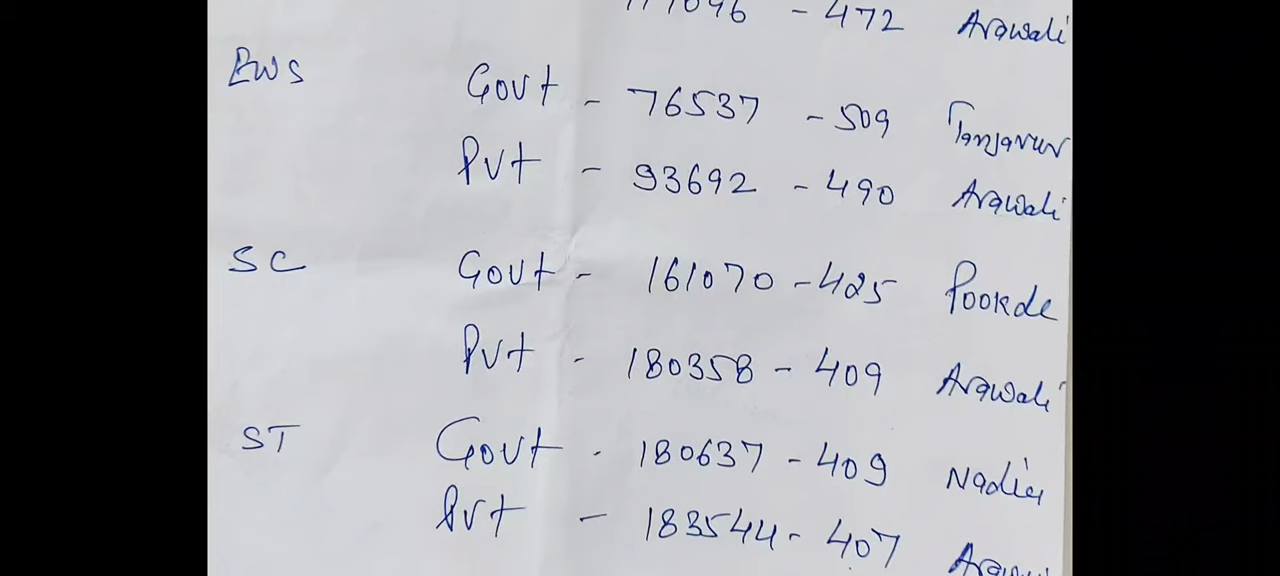 - 472 Arawali
EWS Govt - 76537 - 509 Tanjavur
Pvt - 93692 - 490 Arawali
SC Govt - 161070 - 425 Pookde
Pvt - 180358 - 409 Arawali
ST Govt - 180637 - 409 Nadia
Pvt - 183544 - 407